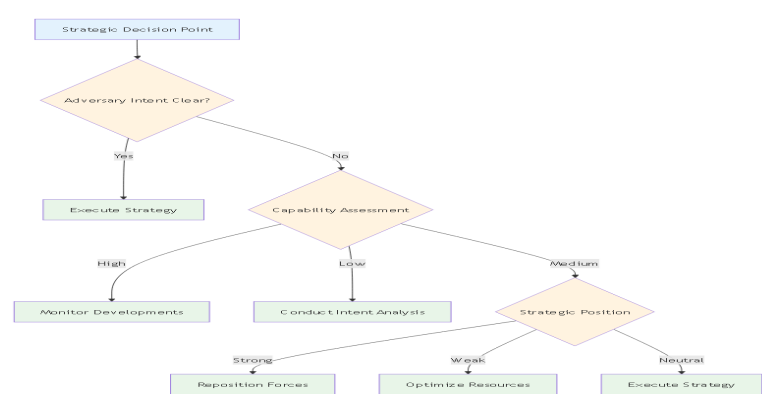 Strategic Decision Point
Adversary Intent Clear?
Yes
No
Execute Strategy
Capability Assessment
High
Low
Medium
Monitor Developments
Conduct Intent Analysis
Strategic Position
Strong
Weak
Neutral
Reposition Forces
Optimize Resources
Execute Strategy